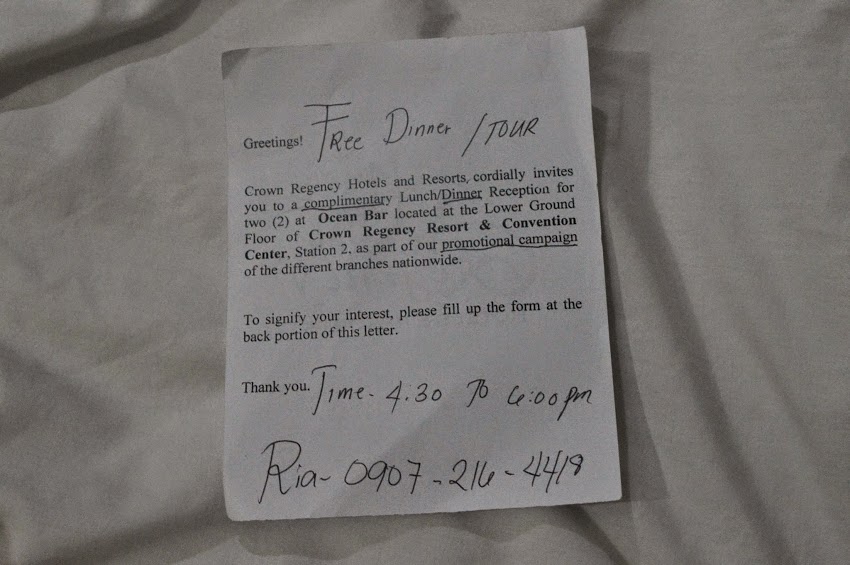 Greetings! FRee Dinner / TOUR
Crown Regency Hotels and Resorts, cordially invites
you to a complimentary Lunch/Dinner Reception for
two (2) at Ocean Bar located at the Lower Ground
Floor of Crown Regency Resort & Convention
Center, Station 2, as part of our promotional campaign
of the different branches nationwide.
To signify your interest, please fill up the form at the
back portion of this letter.
Thank you. Time- 4:30 To 6:00pm
Ria- 0907-216-4418